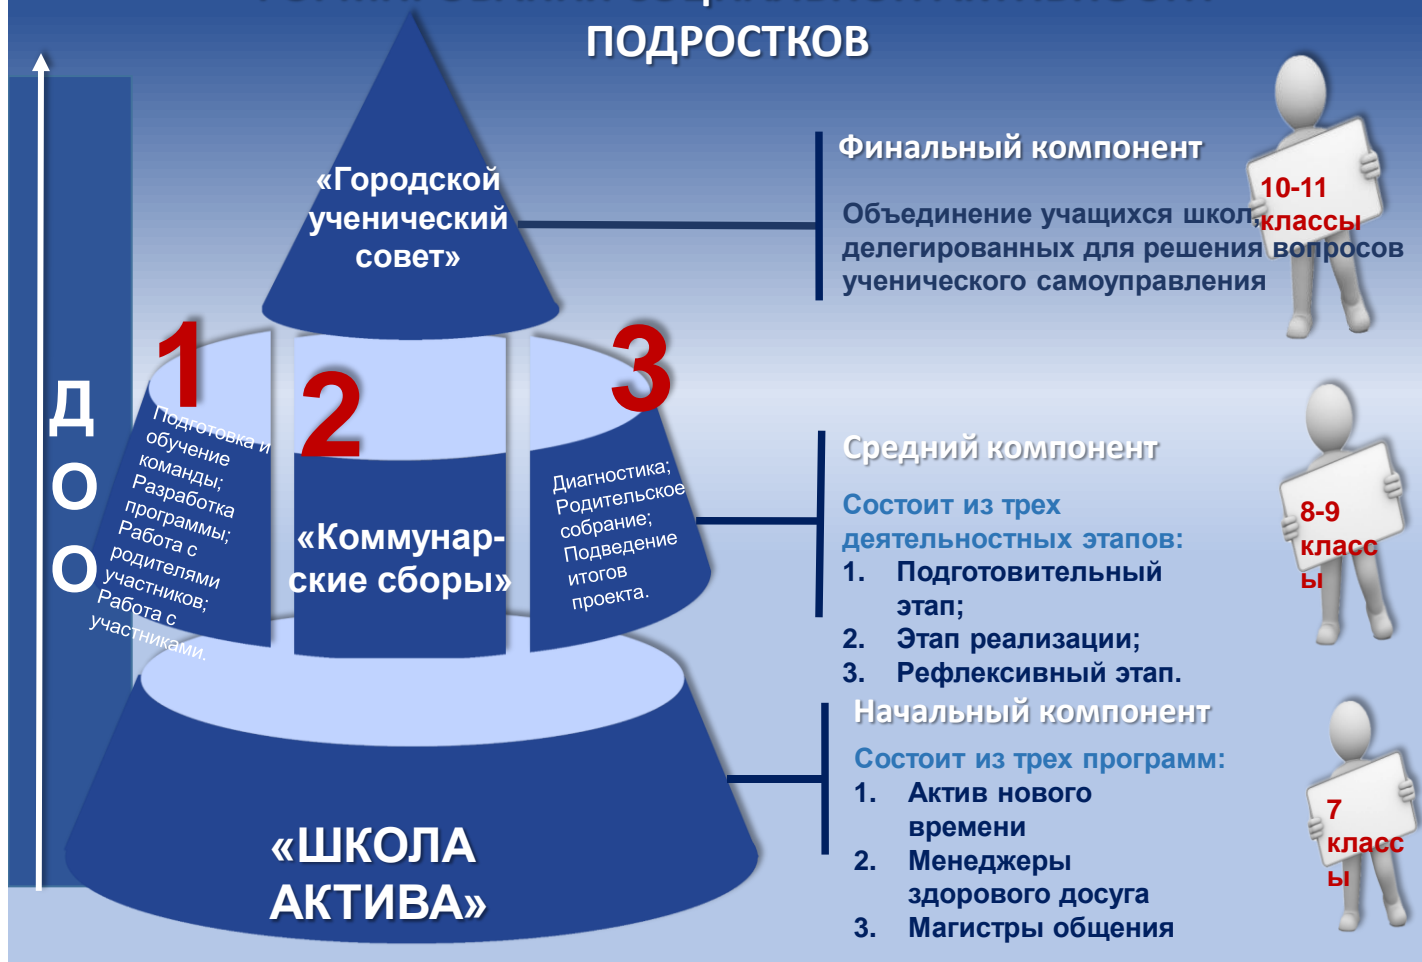 ПОДРОСТКОВ
«Городской
ученический
совет»
Финальный компонент
Объединение учащихся школ,
делегированных для решения вопросов
ученического самоуправления
10-11
классы
Д
О
О
1
2
3
Подготовка и
обучение
команды;
Разработка
программы;
Работа с
родителями
участников;
Работа с
участниками.
«Коммунар-
ские сборы»
Диагностика;
Родительское
собрание;
Подведение
итогов
проекта.
Средний компонент
Состоит из трех
деятельностных этапов:
1. Подготовительный
этап;
2. Этап реализации;
3. Рефлексивный этап.
8-9
класс
ы
«ШКОЛА
АКТИВА»
Начальный компонент
Состоит из трех программ:
1. Актив нового
времени
2. Менеджеры
здорового досуга
3. Магистры общения
7
класс
ы